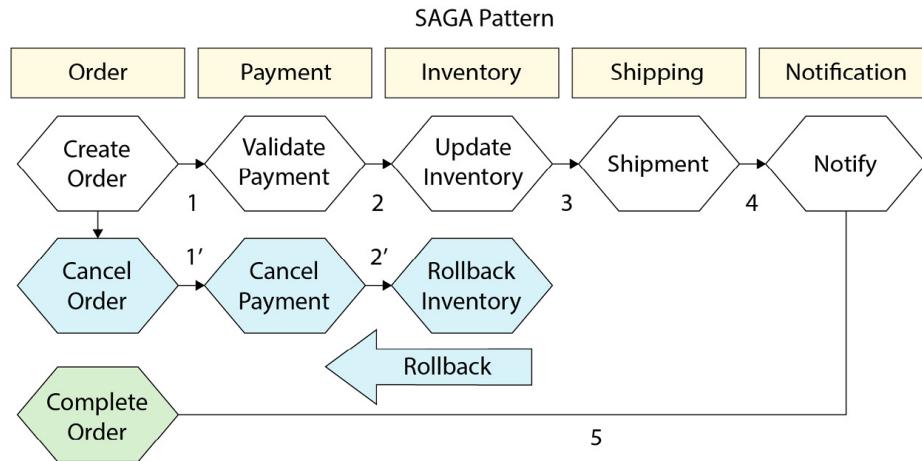 SAGA Pattern
Order
Payment
Inventory
Shipping
Notification
Create
Order
Validate
Payment
Update
Inventory
Shipment
Notify
1
2
3
4
Cancel
Order
1’
Cancel
Payment
2’
Rollback
Inventory
Rollback
Complete
Order
5